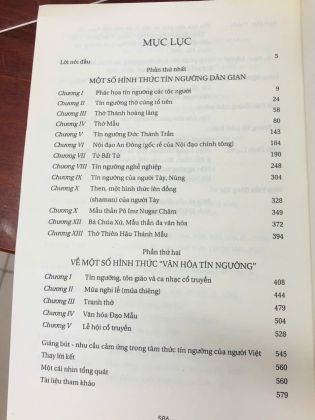 MỤC LỤC
Lời nói đầu 5
Phần thứ nhất
MỘT SỐ HÌNH THỨC TÍN NGƯỠNG DÂN GIAN
Chương I Phác họa tín ngưỡng các tộc người 9
Chương II Tín ngưỡng thờ cúng tổ tiên 24
Chương III Thờ Thành hoàng làng 58
Chương IV Thờ Mẫu 80
Chương V Tín ngưỡng Đức Thánh Trần 143
Chương VI Nội đạo An Đông (gốc rễ của Nội đạo chính tông) 184
Chương VII Tứ Bất Tử 190
Chương VIII Tín ngưỡng nghề nghiệp 248
Chương IX Tín ngưỡng của người Tày, Nùng 304
Chương X Then, một hình thức lên đồng
(shaman) của người Tày 328
Chương X Mẫu thần Pô Inư Nugar Chăm 349
Chương XII Bà Chúa Xứ, Mẫu thần đa văn hóa 372
Chương XIII Thờ Thiên Hậu Thánh Mẫu 394
Phần thứ hai
VỀ MỘT SỐ HÌNH THỨC "VĂN HÓA TÍN NGƯỠNG"
Chương I Tín ngưỡng, tôn giáo và ca nhạc cổ truyền 408
Chương II Múa nghi lễ (múa thiêng) 444
Chương III Tranh thờ 479
Chương IV Văn hóa Đạo Mẫu 504
Chương V Lễ hội cổ truyền 528
Giáng bút - nhu cầu cảm ứng trong tâm thức tín ngưỡng của người Việt 545
Thay lời kết 560
Một cái nhìn tổng quát 560
Tài liệu tham khảo 579
584